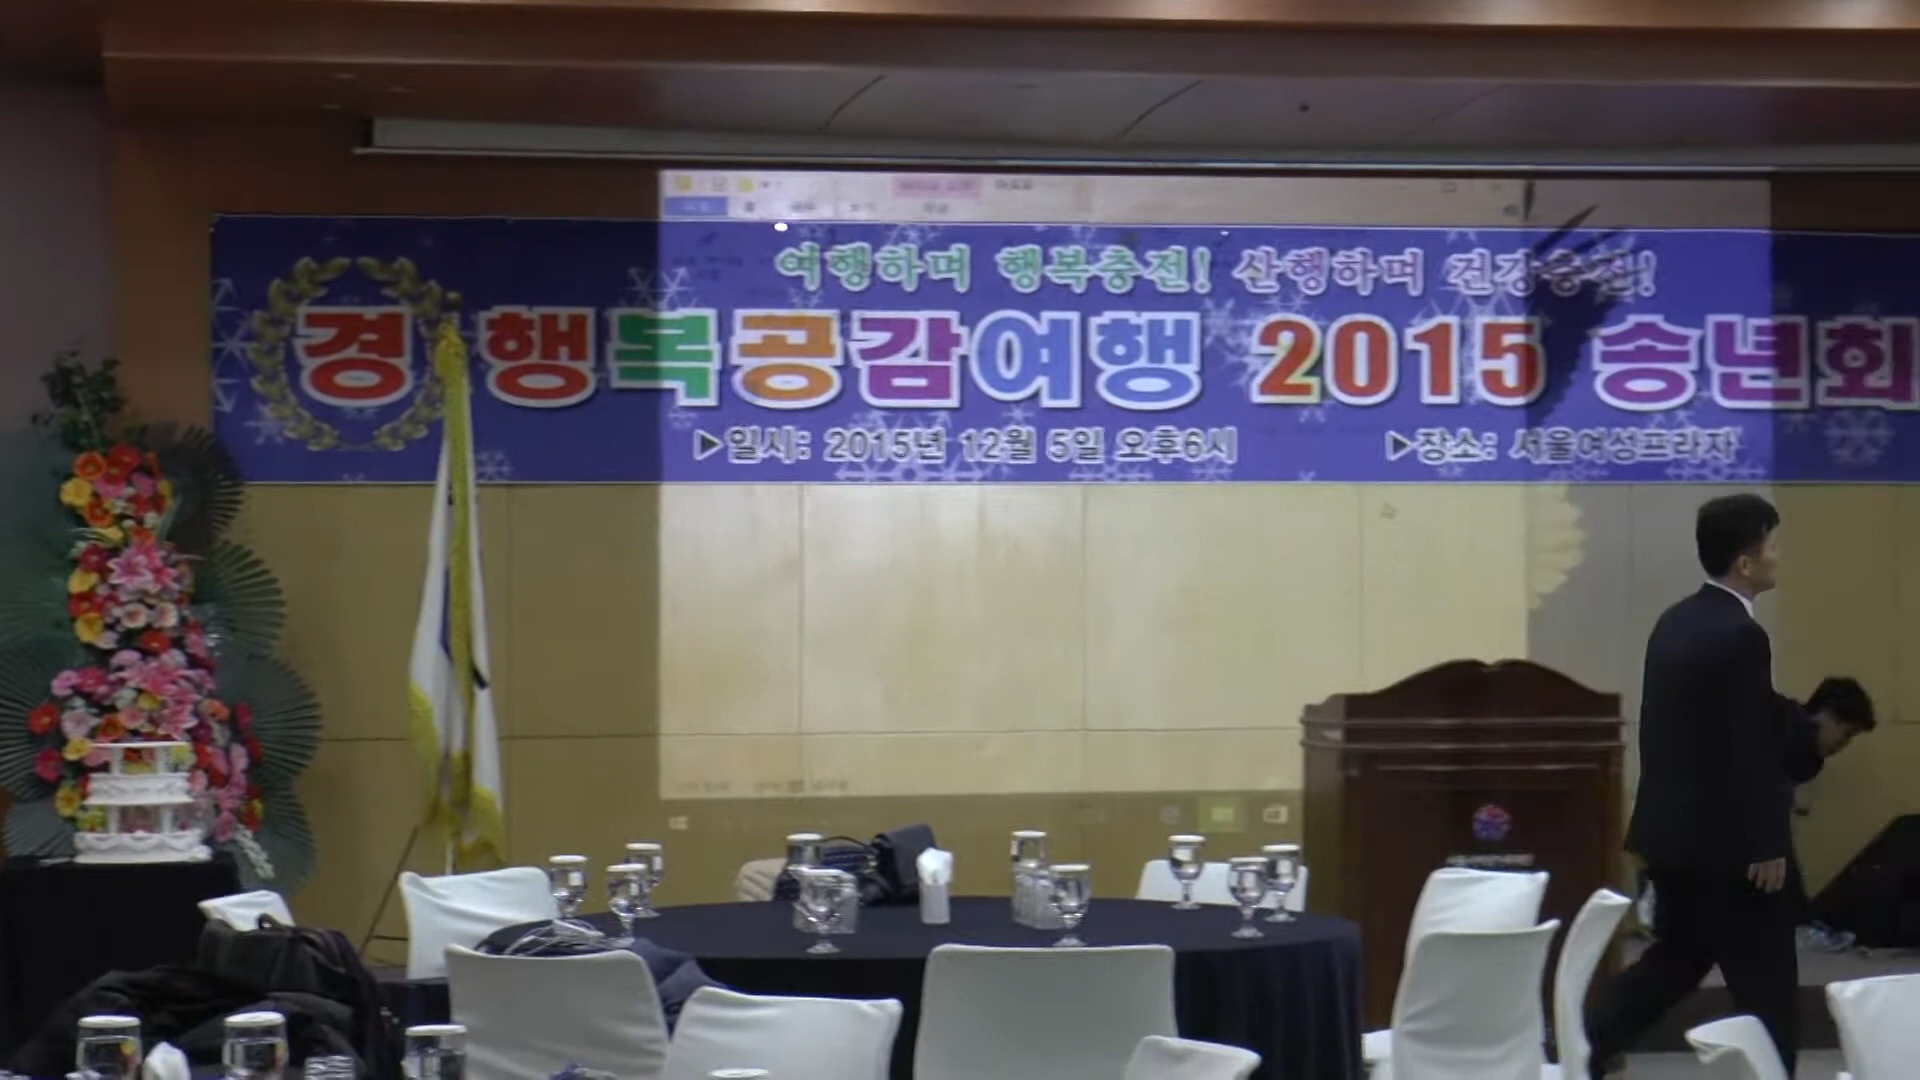 여행하며 행복충전! 산행하며 건강충전!
경 행복공감여행 2015 송년회
▶일시: 2015년 12월 5일 오후6시 ▶장소: 서울여성프라자